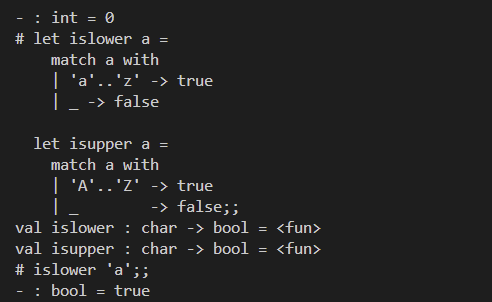 - : int = 0
# let islower a =
    match a with
    | 'a'..'z' -> true
    | _ -> false

  let isupper a =
    match a with
    | 'A'..'Z' -> true
    | _        -> false;;
val islower : char -> bool = <fun>
val isupper : char -> bool = <fun>
# islower 'a';;
- : bool = true